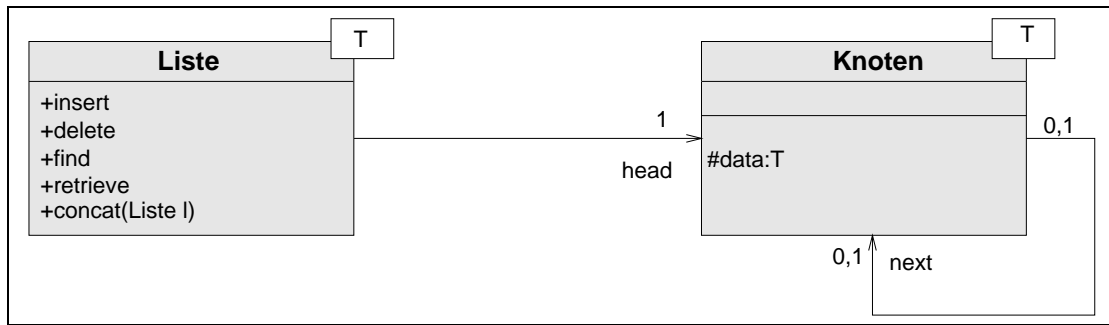 T
Liste
+insert
+delete
+find
+retrieve
+concat(Liste l)
1
head
T
Knoten
#data:T
0,1
0,1
next